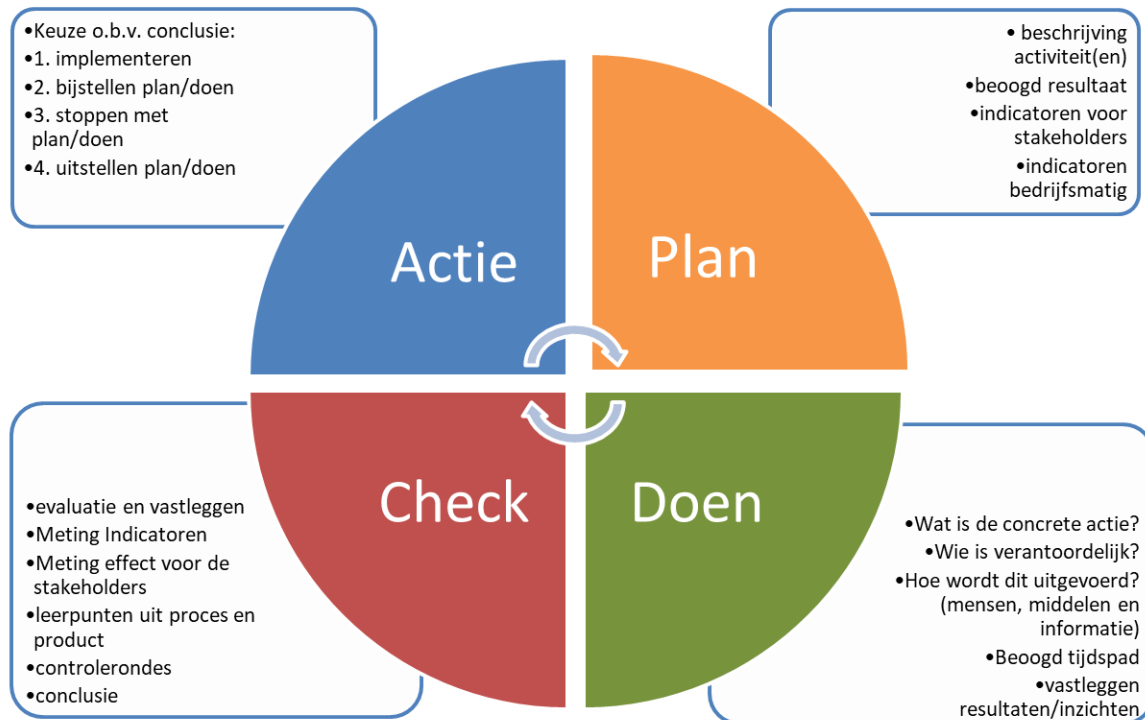 •Keuze o.b.v. conclusie:
•1. implementeren
•2. bijstellen plan/doen
•3. stoppen met
plan/doen
•4. uitstellen plan/doen
• beschrijving
activiteit(en)
•beoogd resultaat
•indicatoren voor
stakeholders
•indicatoren
bedrijfsmatig
Actie
Plan
Check
Doen
•evaluatie en vastleggen
•Meting Indicatoren
•Meting effect voor de
stakeholders
•leerpunten uit proces en
product
•controlerondes
•conclusie
•Wat is de concrete actie?
•Wie is verantoordelijk?
•Hoe wordt dit uitgevoerd?
(mensen, middelen en
informatie)
•Beoogd tijdspad
•vastleggen
resultaten/inzichten